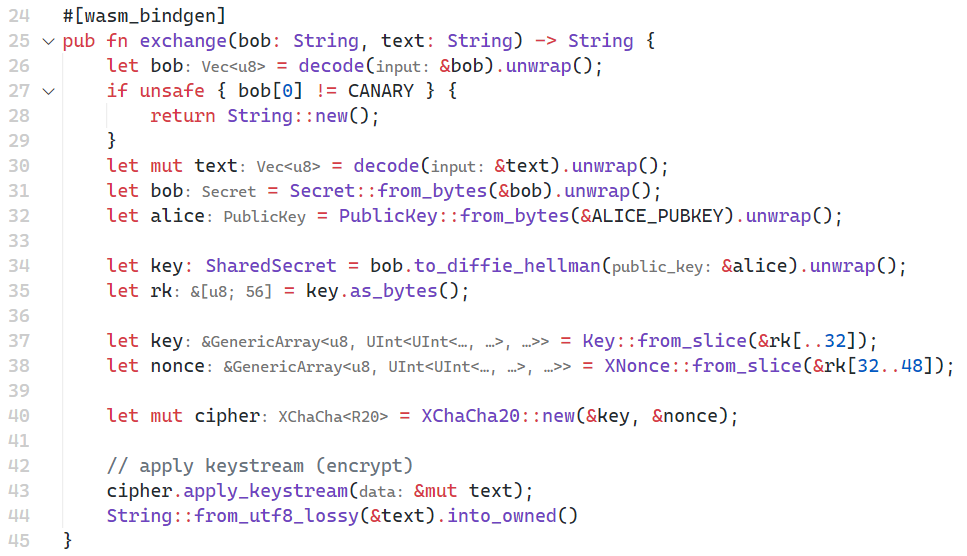 24 #[wasm_bindgen]
25 pub fn exchange(bob: String, text: String) -> String {
26     let bob: Vec<u8> = decode(input: &bob).unwrap();
27     if unsafe { bob[0] != CANARY } {
28         return String::new();
29     }
30     let mut text: Vec<u8> = decode(input: &text).unwrap();
31     let bob: Secret = Secret::from_bytes(&bob).unwrap();
32     let alice: PublicKey = PublicKey::from_bytes(&ALICE_PUBKEY).unwrap();
33
34     let key: SharedSecret = bob.to_diffie_hellman(public_key: &alice).unwrap();
35     let rk: &[u8; 56] = key.as_bytes();
36
37     let key: &GenericArray<u8, UInt<UInt<…, …>, …>> = Key::from_slice(&rk[..32]);
38     let nonce: &GenericArray<u8, UInt<UInt<…, …>, …>> = XNonce::from_slice(&rk[32..48]);
39
40     let mut cipher: XChaCha<R20> = XChaCha20::new(&key, &nonce);
41
42     // apply keystream (encrypt)
43     cipher.apply_keystream(data: &mut text);
44     String::from_utf8_lossy(&text).into_owned()
45 }